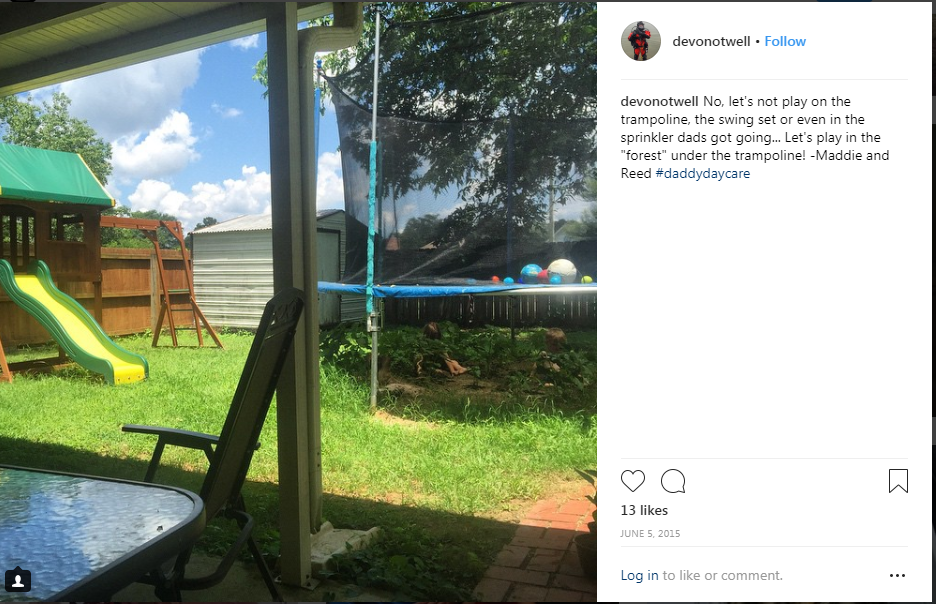 devonotwell • Follow
devonotwell No, let's not play on the
trampoline, the swing set or even in the
sprinkler dads got going... Let's play in the
"forest" under the trampoline! -Maddie and
Reed #daddydaycare
13 likes
JUNE 5, 2015
Log in to like or comment.